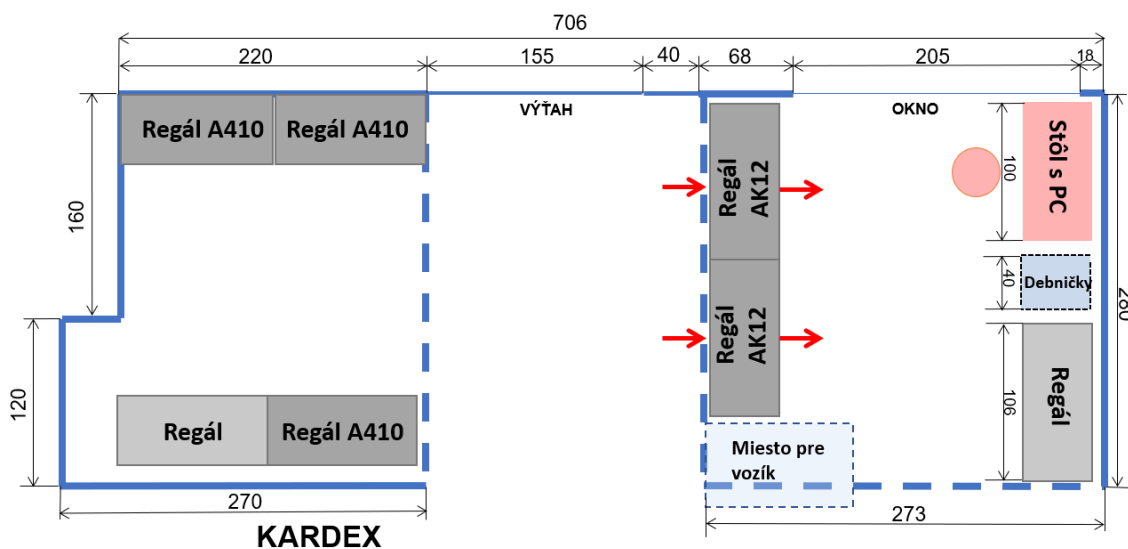 706
220
155
40
68
205
18
VÝŤAH
OKNO
Regál A410
Regál A410
Regál
AK12
Stôl s PC
100
160
Debničky
40
280
Regál
AK12
Regál
106
120
Regál
Regál A410
Miesto pre
vozík
270
273
KARDEX